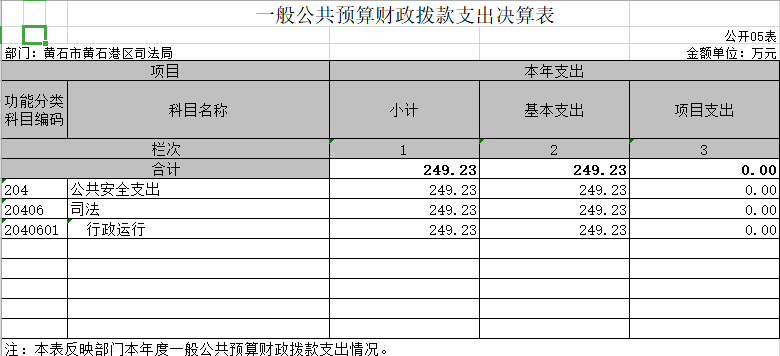 一般公共预算财政拨款支出决算表
公开05表
部门：黄石市黄石港区司法局 金额单位：万元
项目 本年支出
功能分类
科目编码 科目名称 小计 基本支出 项目支出
栏次 1 2 3
合计 249.23 249.23 0.00
204 公共安全支出 249.23 249.23 0.00
20406 司法 249.23 249.23 0.00
2040601 行政运行 249.23 249.23 0.00
注：本表反映部门本年度一般公共预算财政拨款支出情况。